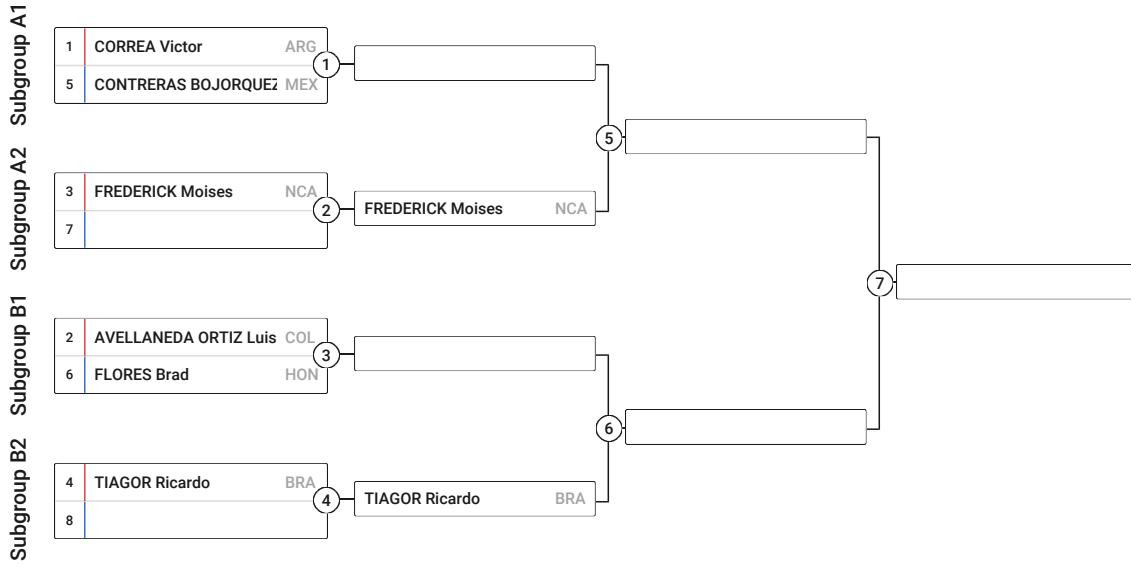 Subgroup A1
1 CORREA Victor ARG
5 CONTRERAS BOJORQUEZ MEX
1
Subgroup A2
3 FREDERICK Moises NCA
7
2
FREDERICK Moises NCA
5
Subgroup B1
2 AVELLANEDA ORTIZ Luis COL
6 FLORES Brad HON
3
Subgroup B2
4 TIAGOR Ricardo BRA
8
4
TIAGOR Ricardo BRA
6
7